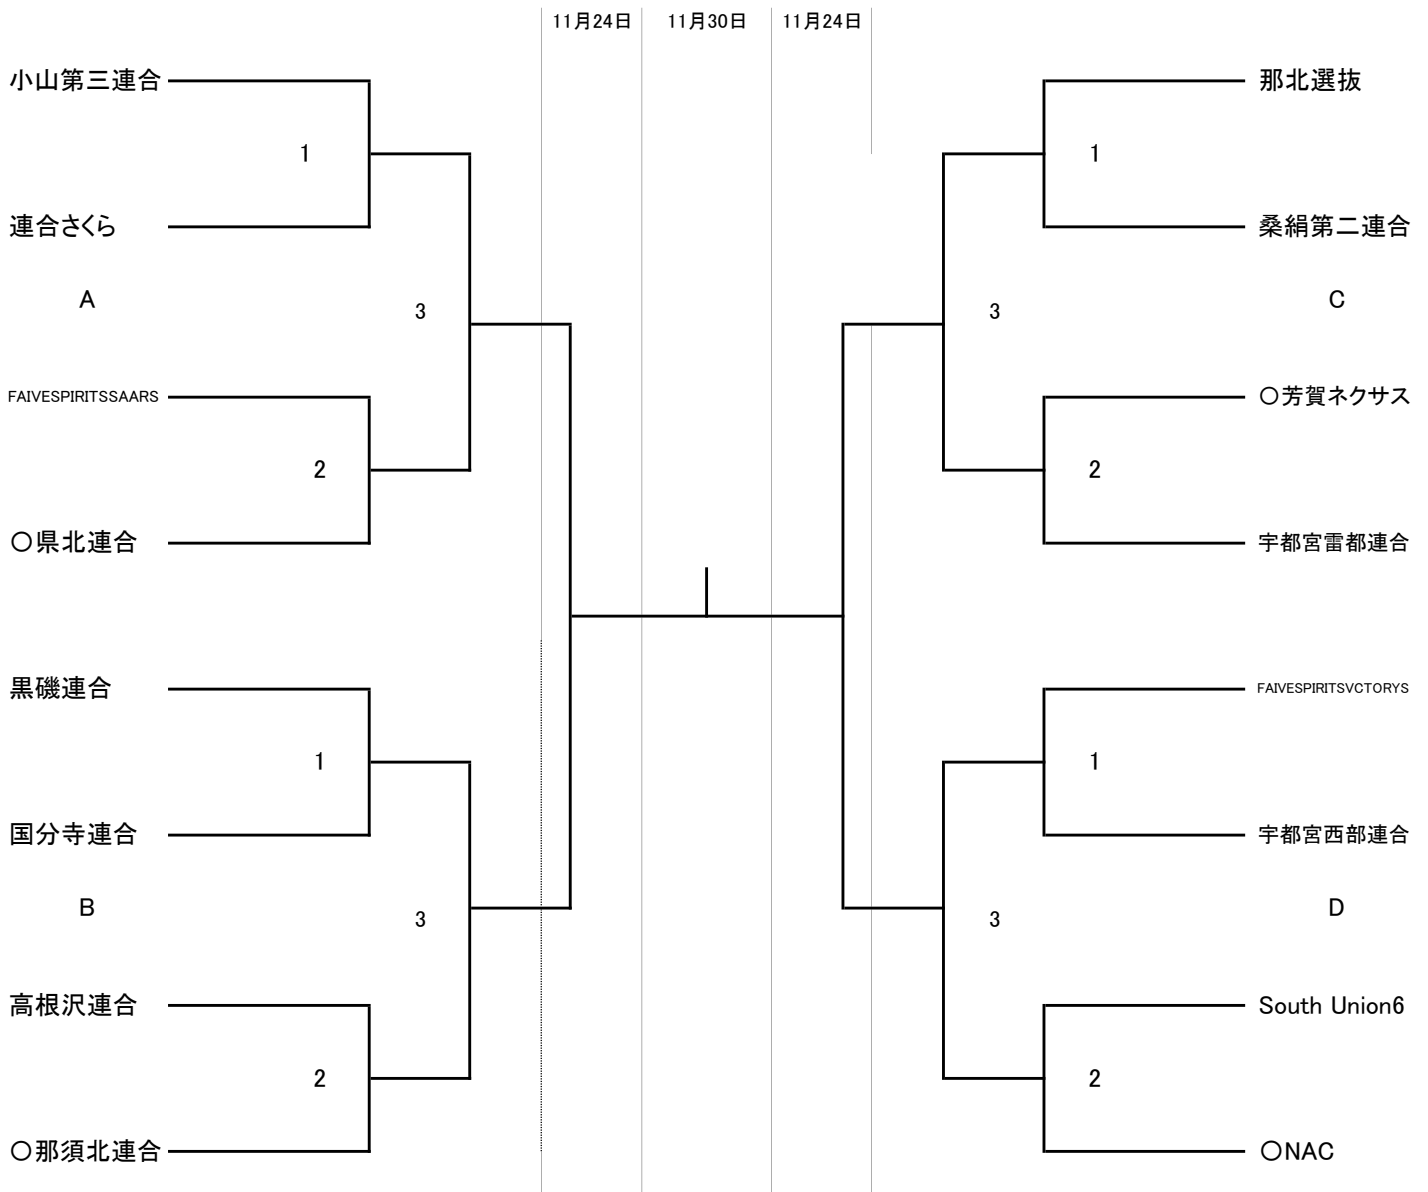 11月24日 11月30日 11月24日
小山第三連合
那北選抜
1
1
連合さくら
桑絹第二連合
A
C
3
3
FAIVESPIRITSSAARS
〇芳賀ネクサス
2
2
〇県北連合
宇都宮雷都連合
黒磯連合
FAIVESPIRITSVCTORYS
1
1
国分寺連合
宇都宮西部連合
B
D
3
3
高根沢連合
South Union6
2
2
〇那須北連合
〇NAC